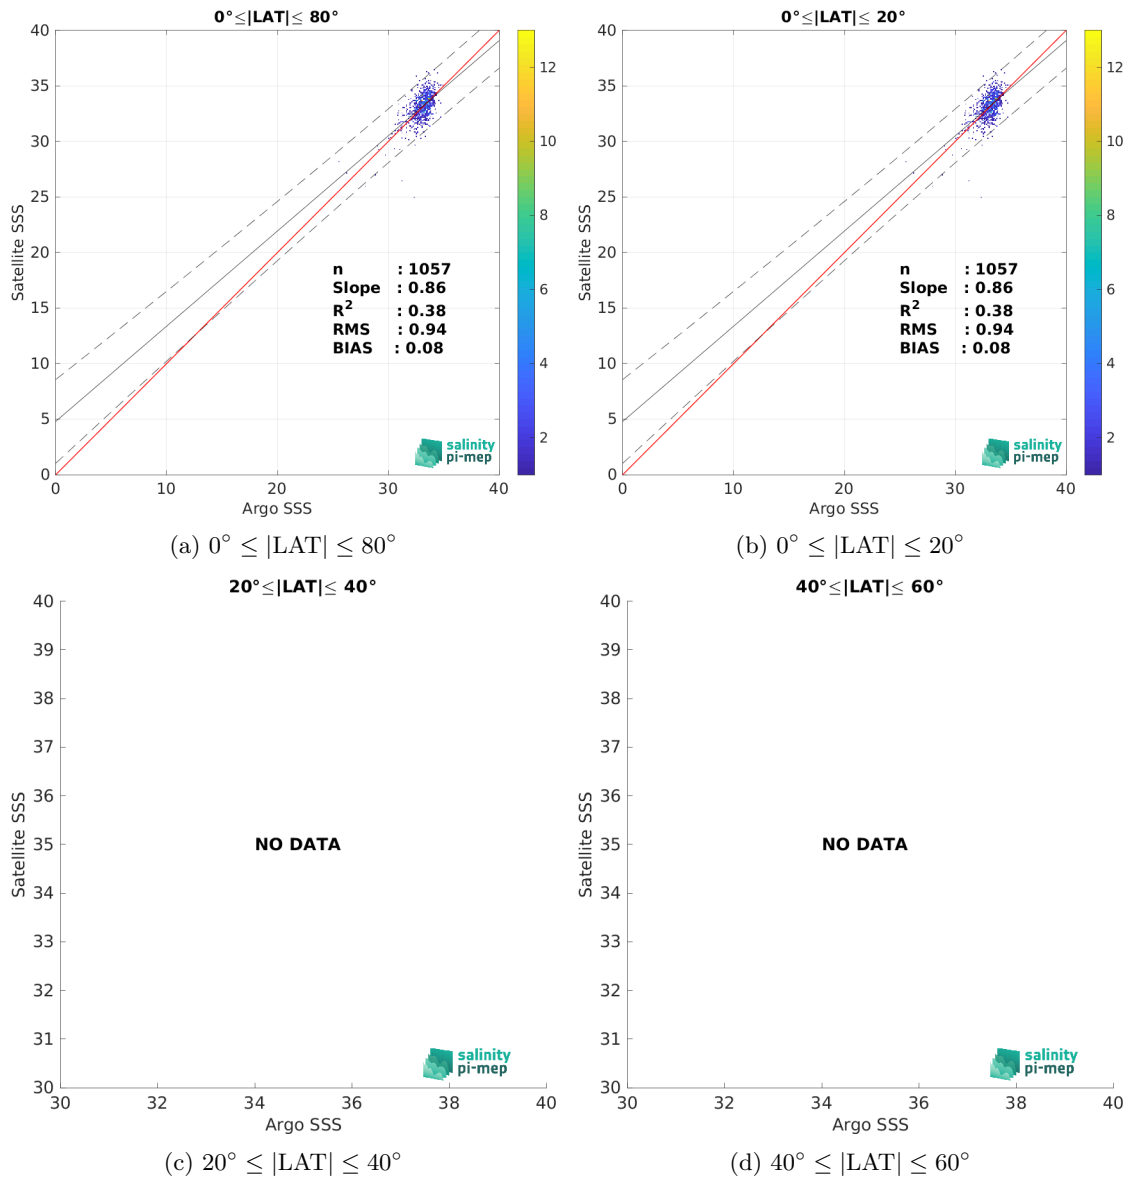 0°≤|LAT|≤ 80°
40
35
30
25
20
15
10
5
0
Satellite SSS
n : 1057
Slope : 0.86
R² : 0.38
RMS : 0.94
BIAS : 0.08
salinity
pi-mep
0 10 20 30 40
Argo SSS
12
10
8
6
4
2
(a) 0° ≤ |LAT| ≤ 80°
0°≤|LAT|≤ 20°
40
35
30
25
20
15
10
5
0
Satellite SSS
n : 1057
Slope : 0.86
R² : 0.38
RMS : 0.94
BIAS : 0.08
salinity
pi-mep
0 10 20 30 40
Argo SSS
12
10
8
6
4
2
(b) 0° ≤ |LAT| ≤ 20°
20°≤|LAT|≤ 40°
40
39
38
37
36
35
34
33
32
31
30
Satellite SSS
NO DATA
salinity
pi-mep
30 32 34 36 38 40
Argo SSS
(c) 20° ≤ |LAT| ≤ 40°
40°≤|LAT|≤ 60°
40
39
38
37
36
35
34
33
32
31
30
Satellite SSS
NO DATA
salinity
pi-mep
30 32 34 36 38 40
Argo SSS
(d) 40° ≤ |LAT| ≤ 60°